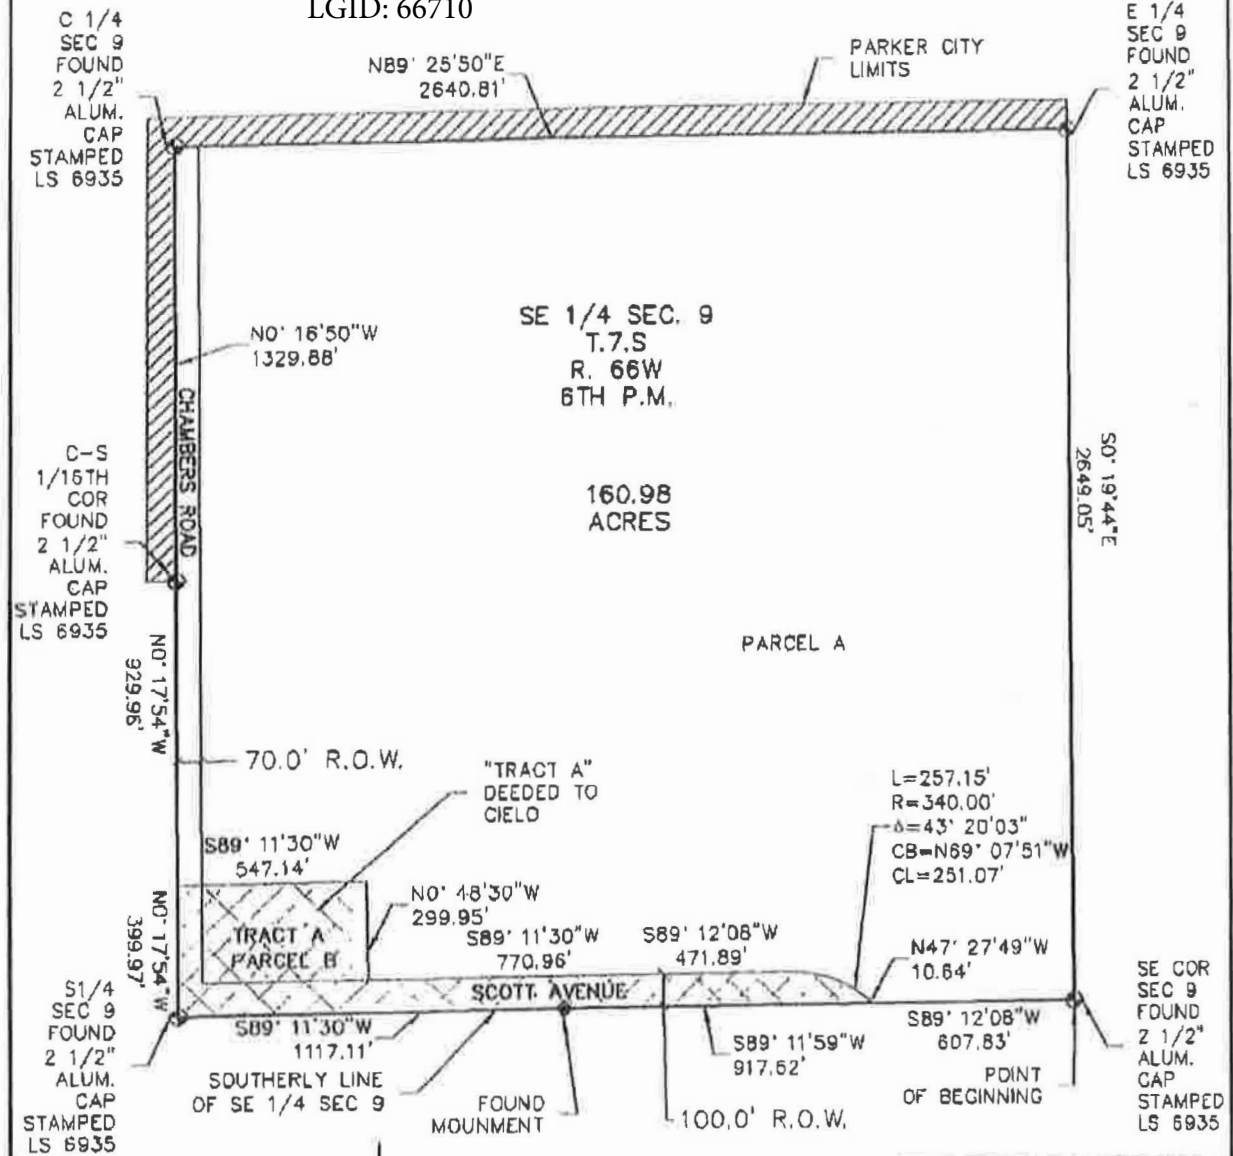 LGID: 66710
C 1/4
SEC 9
FOUND
2 1/2"
ALUM.
CAP
STAMPED
LS 6935
N89° 25'50"E
2640.81'
PARKER CITY
LIMITS
E 1/4
SEC 9
FOUND
2 1/2"
ALUM.
CAP
STAMPED
LS 6935
SE 1/4 SEC. 9
T.7.S
R. 66W
6TH P.M.
160.98
ACRES
N0° 16'50"W
1329.88'
CHAMBERS ROAD
C-S
1/16TH
COR
FOUND
2 1/2"
ALUM.
CAP
STAMPED
LS 6935
S0° 19'44"E
2649.05'
PARCEL A
N0° 17'54"W
929.96'
70.0' R.O.W.
"TRACT A"
DEEDED TO
CIELO
L=257.15'
R=340.00'
Δ=43° 20'03"
CB=N69° 07'51"W
CL=251.07'
S89° 11'30"W
547.14'
N0° 48'30"W
299.95'
TRACT A
PARCEL B
N0° 17'54"W
399.97'
S89° 11'30"W
770.96'
S89° 12'08"W
471.89'
N47° 27'49"W
10.64'
SCOTT AVENUE
S1/4
SEC 9
FOUND
2 1/2"
ALUM.
CAP
STAMPED
LS 6935
S89° 11'30"W
1117.11'
SOUTHERLY LINE
OF SE 1/4 SEC 9
FOUND
MOUNMENT
100.0' R.O.W.
S89° 11'59"W
917.62'
S89° 12'08"W
607.83'
POINT
OF BEGINNING
SE COR
SEC 9
FOUND
2 1/2"
ALUM.
CAP
STAMPED
LS 6935